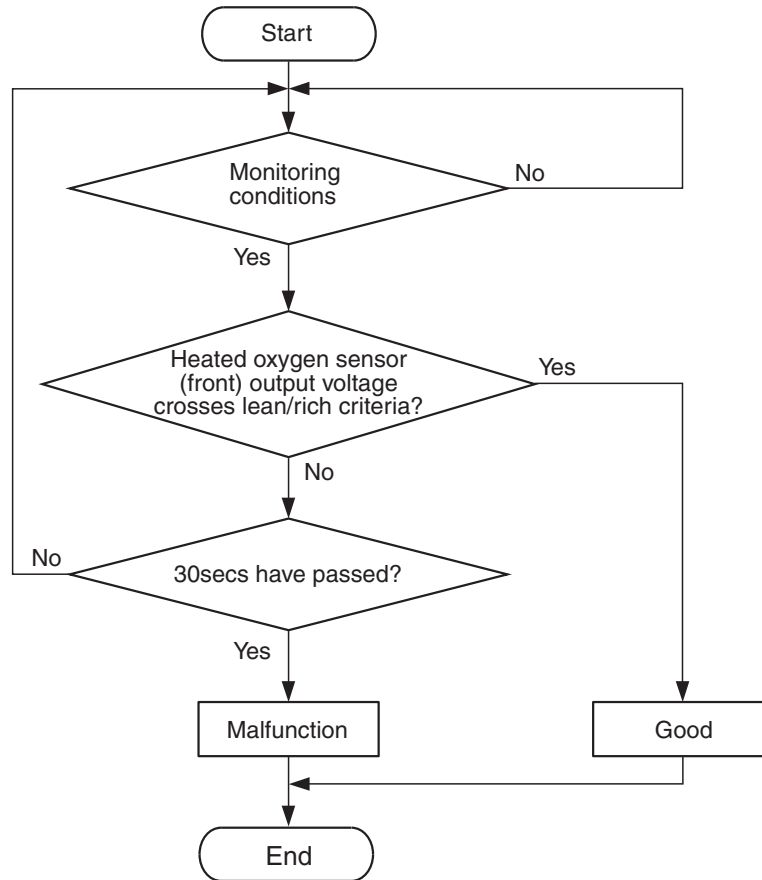 Start
Monitoring
conditions
No
Yes
Heated oxygen sensor
(front) output voltage
crosses lean/rich criteria?
Yes
No
No
30secs have passed?
Yes
Malfunction
Good
End